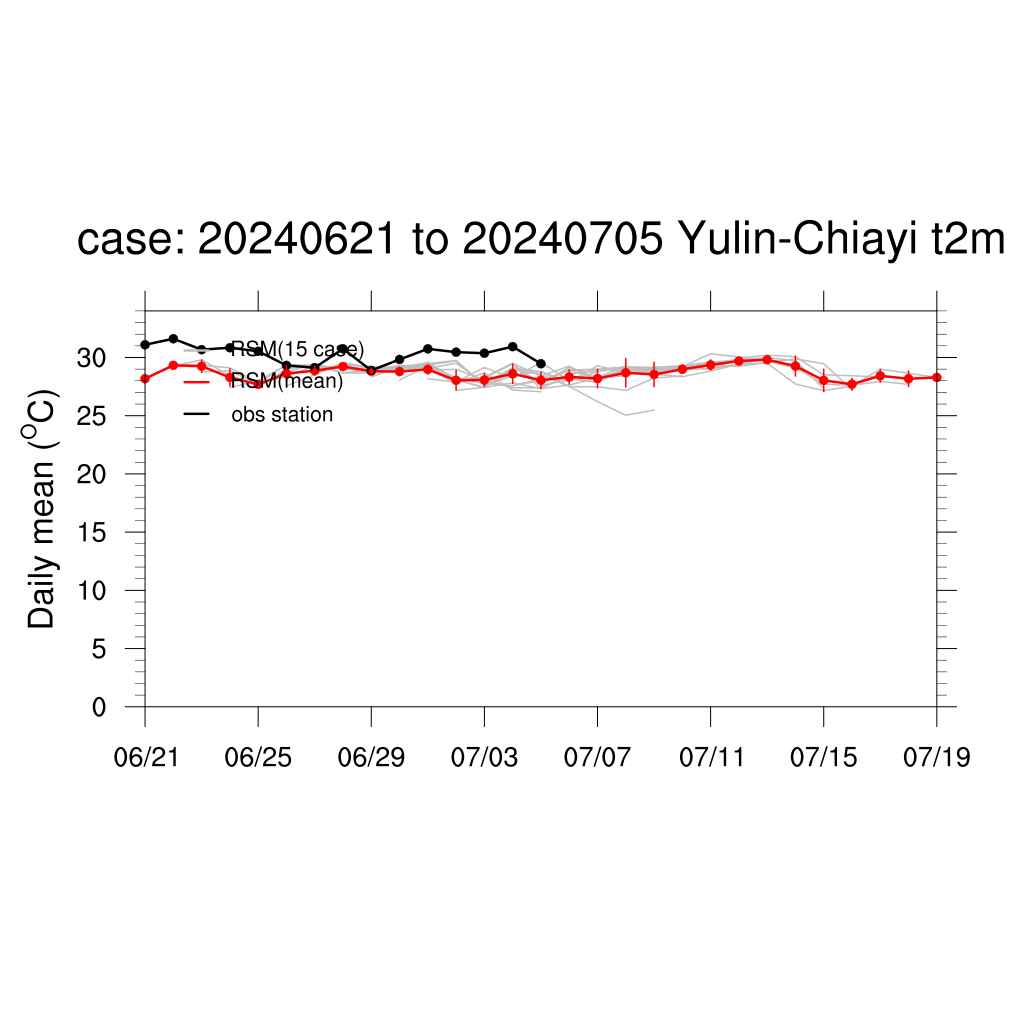 case: 20240621 to 20240705 Yulin-Chiayi t2m
Daily mean (°C)
30
25
20
15
10
5
0
RSM(15 case)
RSM(mean)
obs station
06/21 06/25 06/29 07/03 07/07 07/11 07/15 07/19